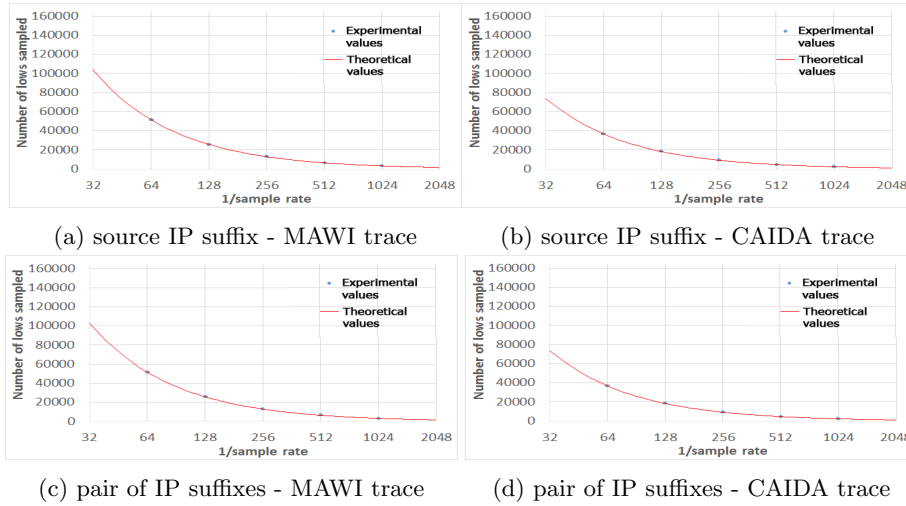 160000
140000
120000
100000
80000
60000
40000
20000
0
Number of lows sampled
Experimental values
Theoretical values
32 64 128 256 512 1024 2048
1/sample rate
(a) source IP suffix - MAWI trace
160000
140000
120000
100000
80000
60000
40000
20000
0
Number of lows sampled
Experimental values
Theoretical values
32 64 128 256 512 1024 2048
1/sample rate
(b) source IP suffix - CAIDA trace
160000
140000
120000
100000
80000
60000
40000
20000
0
Number of lows sampled
Experimental values
Theoretical values
32 64 128 256 512 1024 2048
1/sample rate
(c) pair of IP suffixes - MAWI trace
160000
140000
120000
100000
80000
60000
40000
20000
0
Number of lows sampled
Experimental values
Theoretical values
32 64 128 256 512 1024 2048
1/sample rate
(d) pair of IP suffixes - CAIDA trace